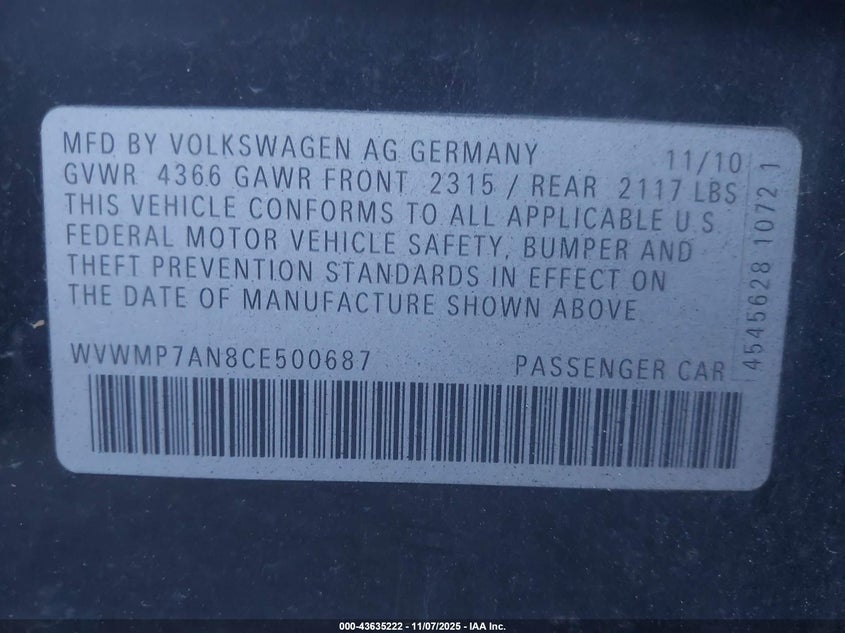 MFD BY VOLKSWAGEN AG GERMANY 11/10
GVWR 4366 GAWR FRONT 2315 / REAR 2117 LBS
THIS VEHICLE CONFORMS TO ALL APPLICABLE U.S.
FEDERAL MOTOR VEHICLE SAFETY, BUMPER AND
THEFT PREVENTION STANDARDS IN EFFECT ON
THE DATE OF MANUFACTURE SHOWN ABOVE.
WVWMP7AN8CE500687 PASSENGER CAR
4545628 1072 1
000-43635222 - 11/07/2025 - IAA Inc.